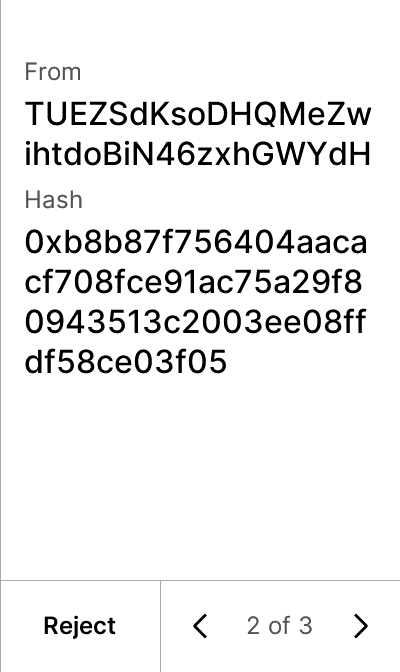 From
TUEZSdKsoDHQMeZw
ihtdoBiN46zxhGWYdH
Hash
0xb8b87f756404aaca
cf708fce91ac75a29f8
0943513c2003ee08ff
df58ce03f05
Reject
2 of 3